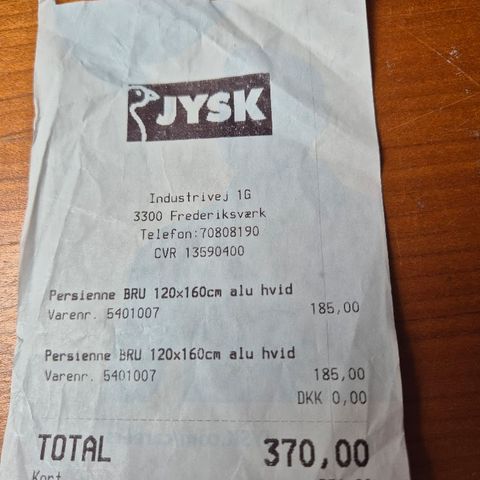 JYSK
Industrivej 1G
3300 Frederiksværk
Telefon:70808190
CVR 13590400
Persienne BRU 120x160cm alu hvid
Varenr. 5401007 185,00
Persienne BRU 120x160cm alu hvid
Varenr. 5401007 185,00
DKK 0,00
TOTAL 370,00
Kort